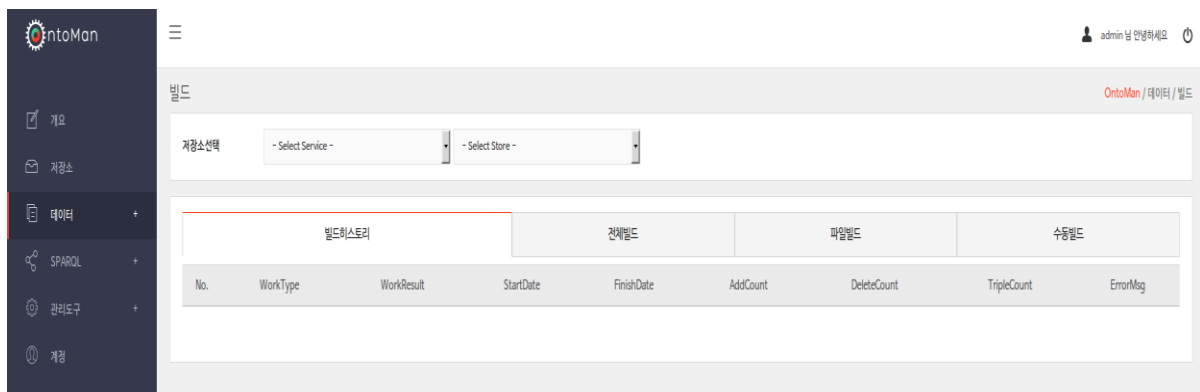 OntoMan
admin 님 안녕하세요
빌드
OntoMan / 데이터 / 빌드
개요
저장소
데이터 +
SPARQL +
관리도구 +
계정
저장소선택 - Select Service - - Select Store -
빌드히스토리 전체빌드 파일빌드 수동빌드
No. WorkType WorkResult StartDate FinishDate AddCount DeleteCount TripleCount ErrorMsg